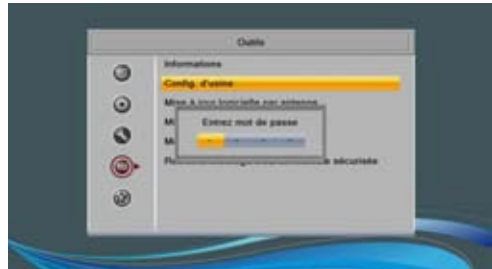 Outils
Informations
Config. d'usine
Mise à jour logicielle par antenne
Entrez mot de passe
sécurisée